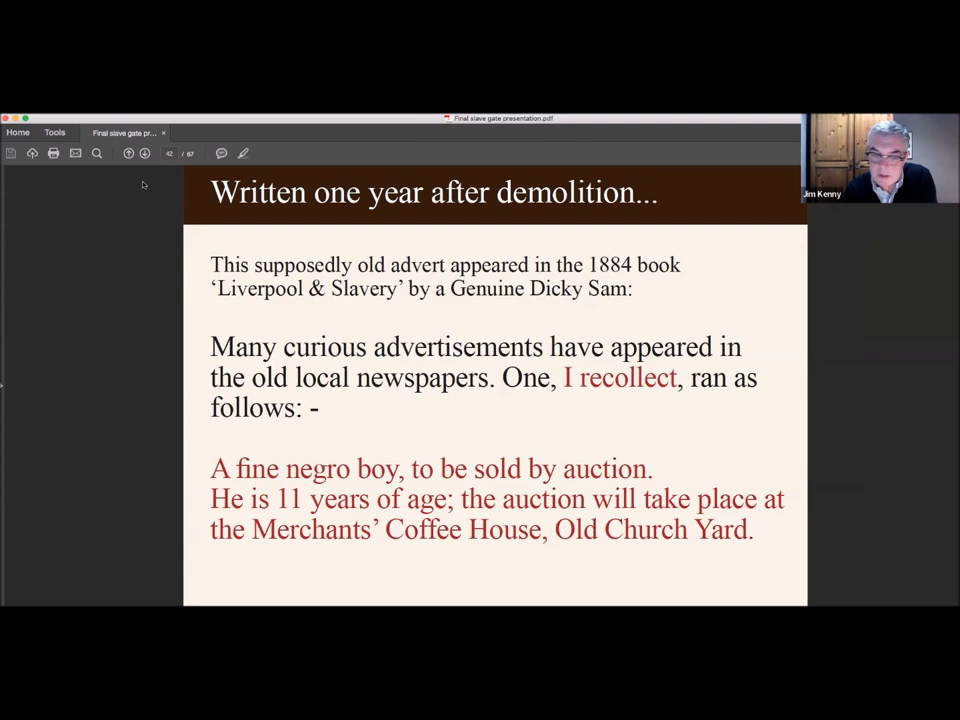 Final slave gate presentation.pdf
Home Tools Final slave gate pr... ×
42 / 67
Jim Kenny
Written one year after demolition...
This supposedly old advert appeared in the 1884 book
‘Liverpool & Slavery’ by a Genuine Dicky Sam:
Many curious advertisements have appeared in
the old local newspapers. One, I recollect, ran as
follows: -
A fine negro boy, to be sold by auction.
He is 11 years of age; the auction will take place at
the Merchants’ Coffee House, Old Church Yard.